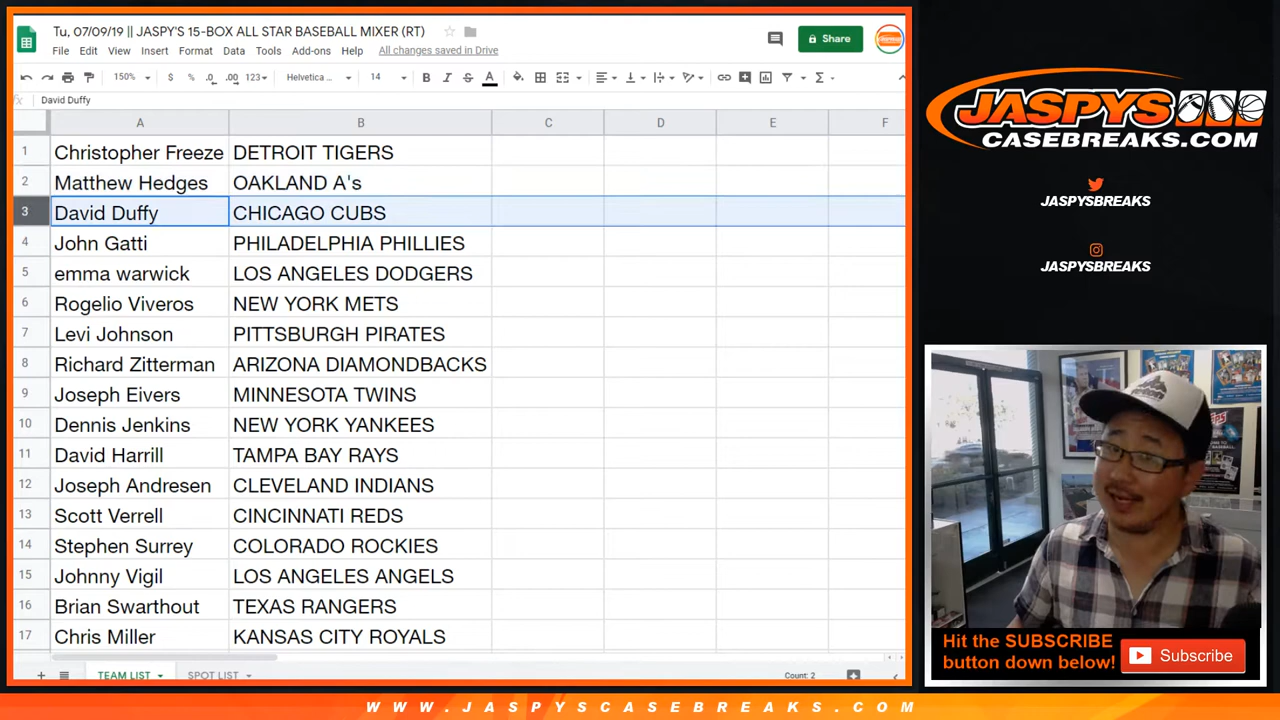 Tu, 07/09/19 || JASPY'S 15-BOX ALL STAR BASEBALL MIXER (RT)
File Edit View Insert Format Data Tools Add-ons Help All changes saved in Drive
Share
150% $ % .0 .00 123 Helvetica ... 14 B I S A
fx David Duffy
A B C D E F
1 Christopher Freeze DETROIT TIGERS
2 Matthew Hedges OAKLAND A's
3 David Duffy CHICAGO CUBS
4 John Gatti PHILADELPHIA PHILLIES
5 emma warwick LOS ANGELES DODGERS
6 Rogelio Viveros NEW YORK METS
7 Levi Johnson PITTSBURGH PIRATES
8 Richard Zitterman ARIZONA DIAMONDBACKS
9 Joseph Eivers MINNESOTA TWINS
10 Dennis Jenkins NEW YORK YANKEES
11 David Harrill TAMPA BAY RAYS
12 Joseph Andresen CLEVELAND INDIANS
13 Scott Verrell CINCINNATI REDS
14 Stephen Surrey COLORADO ROCKIES
15 Johnny Vigil LOS ANGELES ANGELS
16 Brian Swarthout TEXAS RANGERS
17 Chris Miller KANSAS CITY ROYALS
+ TEAM LIST SPOT LIST Count: 2
JASPYS
CASEBREAKS.COM
JASPYSBREAKS
JASPYSBREAKS
Hit the SUBSCRIBE
button down below!
Subscribe
WWW.JASPYSCASEBREAKS.COM